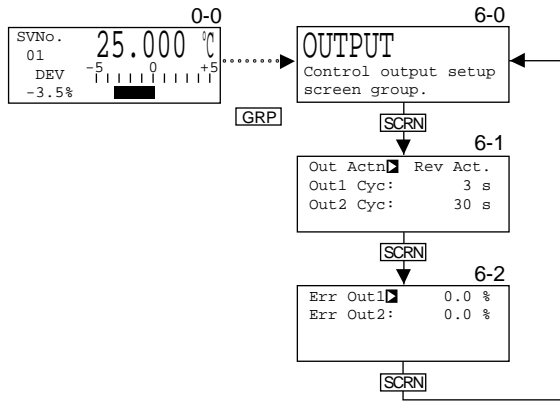 0-0
SVNo.
01
25.000 ℃
DEV
-5 0 +5
-3.5%
GRP
6-0
OUTPUT
Control output setup
screen group.
SCRN
6-1
Out Actn Rev Act.
Out1 Cyc: 3 s
Out2 Cyc: 30 s
SCRN
6-2
Err Out1 0.0 %
Err Out2: 0.0 %
SCRN